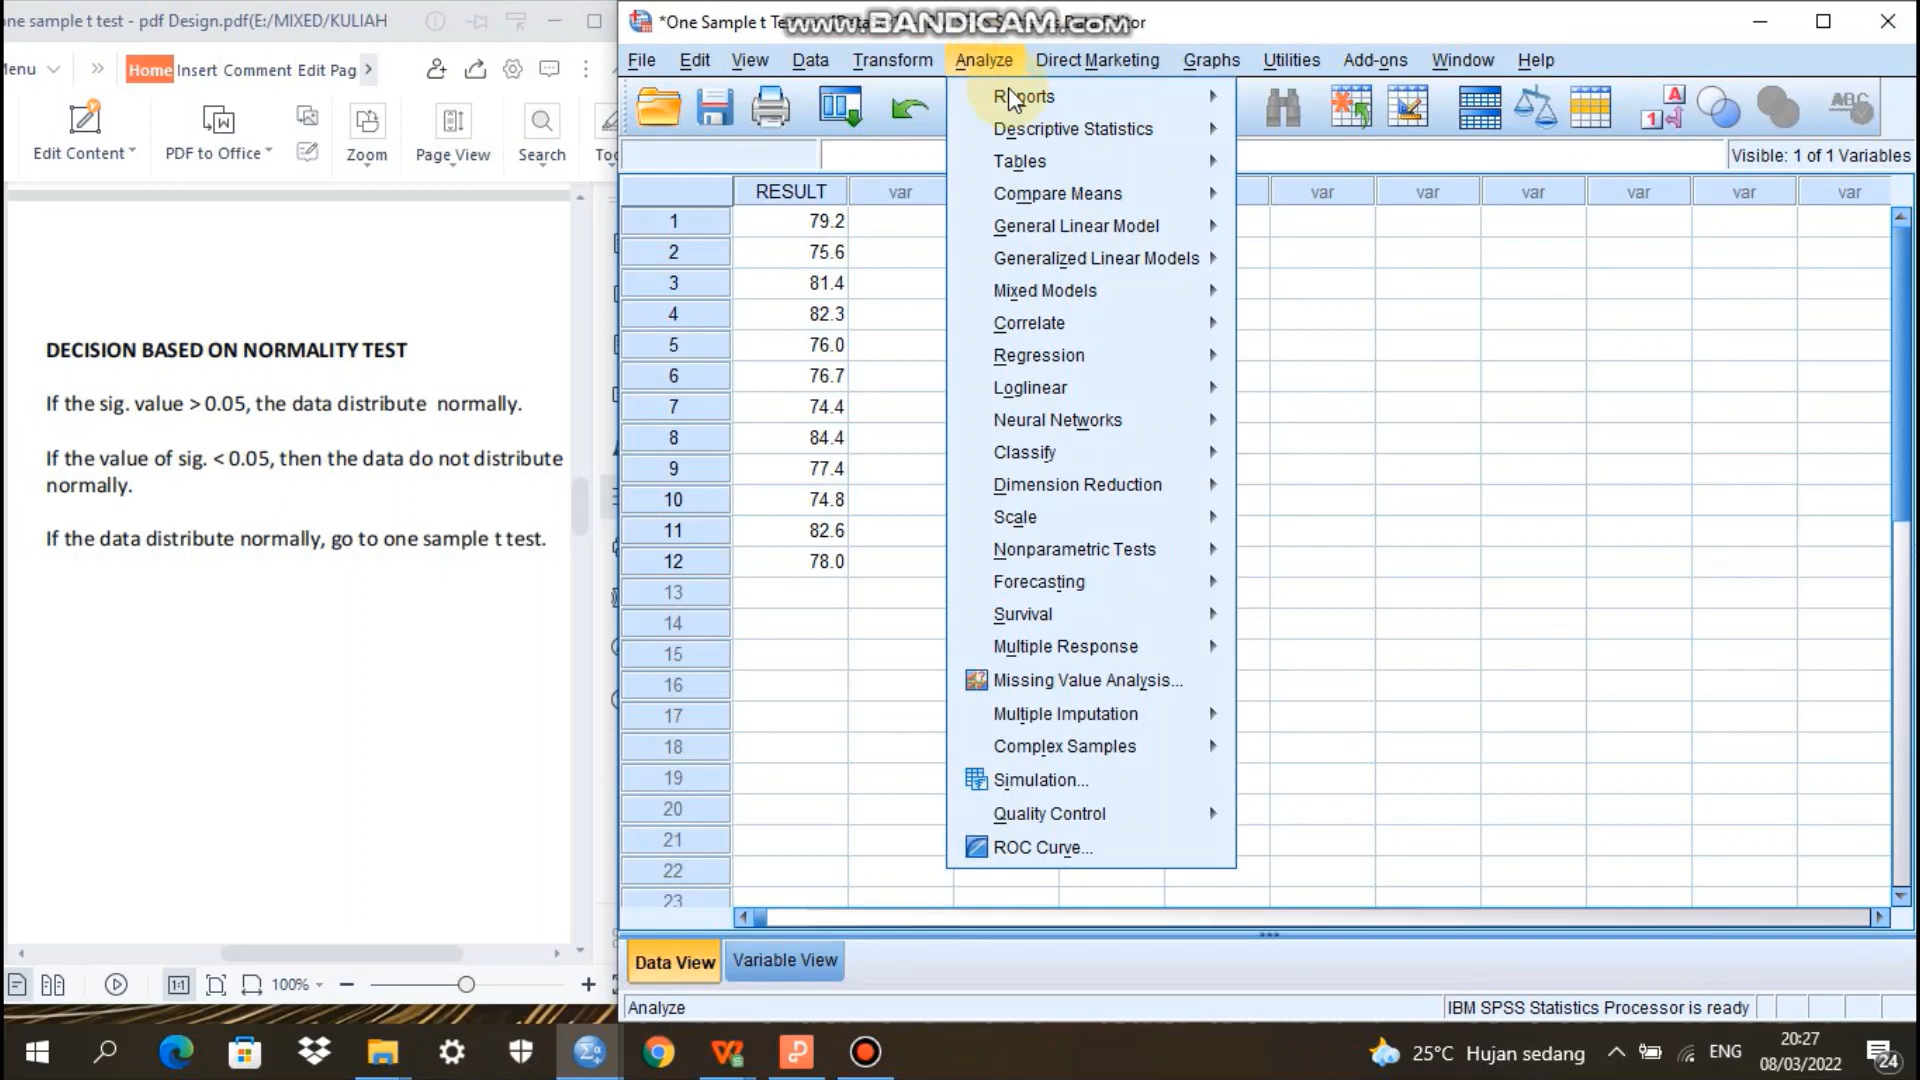 one sample t test - pdf Design.pdf(E:/MIXED/KULIAH
Menu
Home
Insert
Comment
Edit
Pag
Edit Content
PDF to Office
Zoom
Page View
Search
Too
DECISION BASED ON NORMALITY TEST
If the sig. value > 0.05, the data distribute normally.
If the value of sig. < 0.05, then the data do not distribute
normally.
If the data distribute normally, go to one sample t test.
1:1
100%
*One Sample t Te
www.BANDICAM.com
Data Editor
File Edit View Data Transform Analyze Direct Marketing Graphs Utilities Add-ons Window Help
Visible: 1 of 1 Variables
RESULT var var var var var var var
1 79.2
2 75.6
3 81.4
4 82.3
5 76.0
6 76.7
7 74.4
8 84.4
9 77.4
10 74.8
11 82.6
12 78.0
13
14
15
16
17
18
19
20
21
22
23
Reports
Descriptive Statistics
Tables
Compare Means
General Linear Model
Generalized Linear Models
Mixed Models
Correlate
Regression
Loglinear
Neural Networks
Classify
Dimension Reduction
Scale
Nonparametric Tests
Forecasting
Survival
Multiple Response
Missing Value Analysis...
Multiple Imputation
Complex Samples
Simulation...
Quality Control
ROC Curve...
Data View Variable View
Analyze
IBM SPSS Statistics Processor is ready
25°C Hujan sedang
ENG
20:27
08/03/2022
24